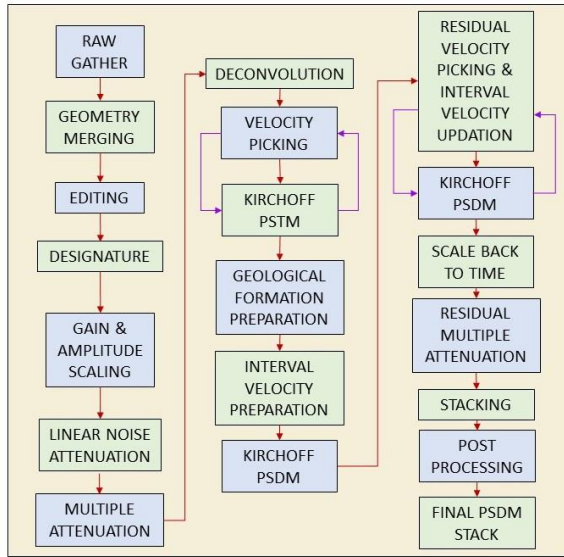 RAW
GATHER
GEOMETRY
MERGING
EDITING
DESIGNATURE
GAIN &
AMPLITUDE
SCALING
LINEAR NOISE
ATTENUATION
MULTIPLE
ATTENUATION
DECONVOLUTION
VELOCITY
PICKING
KIRCHOFF
PSTM
GEOLOGICAL
FORMATION
PREPARATION
INTERVAL
VELOCITY
PREPARATION
KIRCHOFF
PSDM
RESIDUAL
VELOCITY
PICKING &
INTERVAL
VELOCITY
UPDATION
KIRCHOFF
PSDM
SCALE BACK
TO TIME
RESIDUAL
MULTIPLE
ATTENUATION
STACKING
POST
PROCESSING
FINAL PSDM
STACK